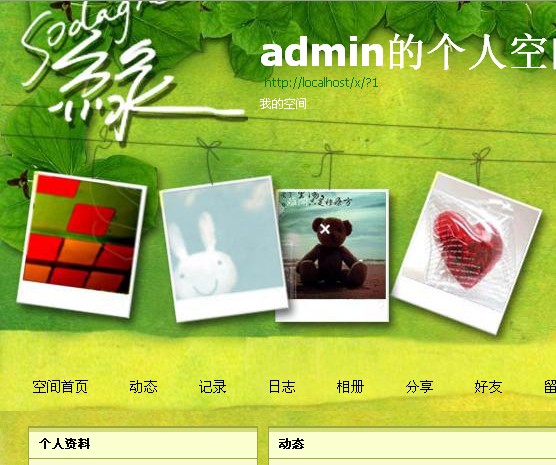 Sodagr
綠
admin的个人空间
http://localhost/x/?1
我的空间
空间首页 动态 记录 日志 相册 分享 好友 留
个人资料 动态